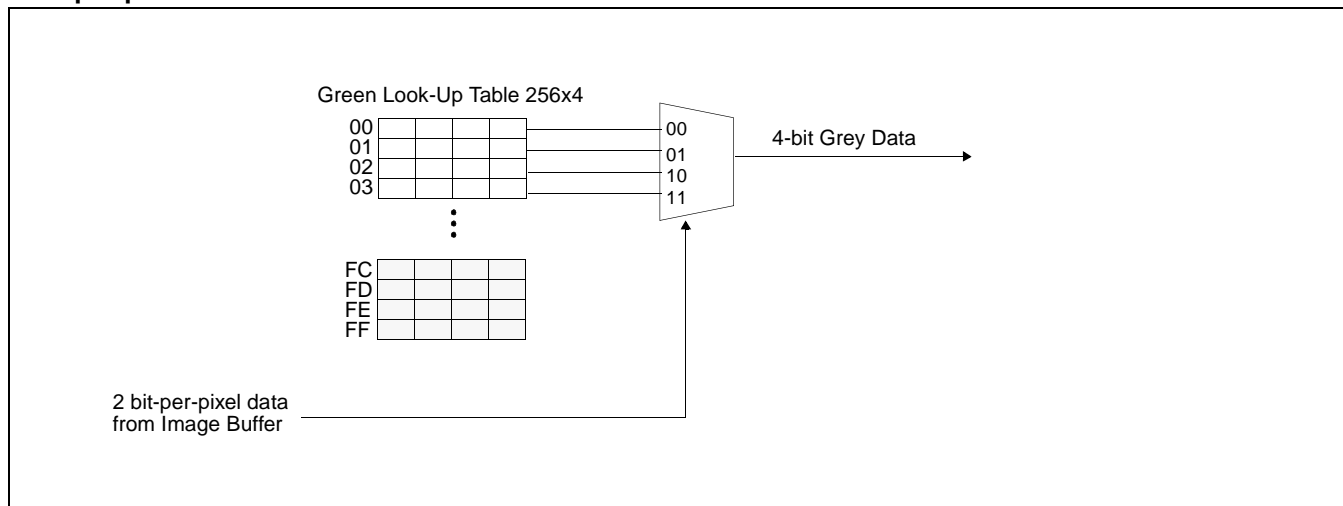 Green Look-Up Table 256x4
00
01
02
03
00
01
10
11
4-bit Grey Data
FC
FD
FE
FF
2 bit-per-pixel data
from Image Buffer